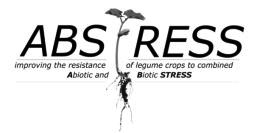 ABSTRESS
improving the resistance of legume crops to combined
Abiotic and Biotic STRESS